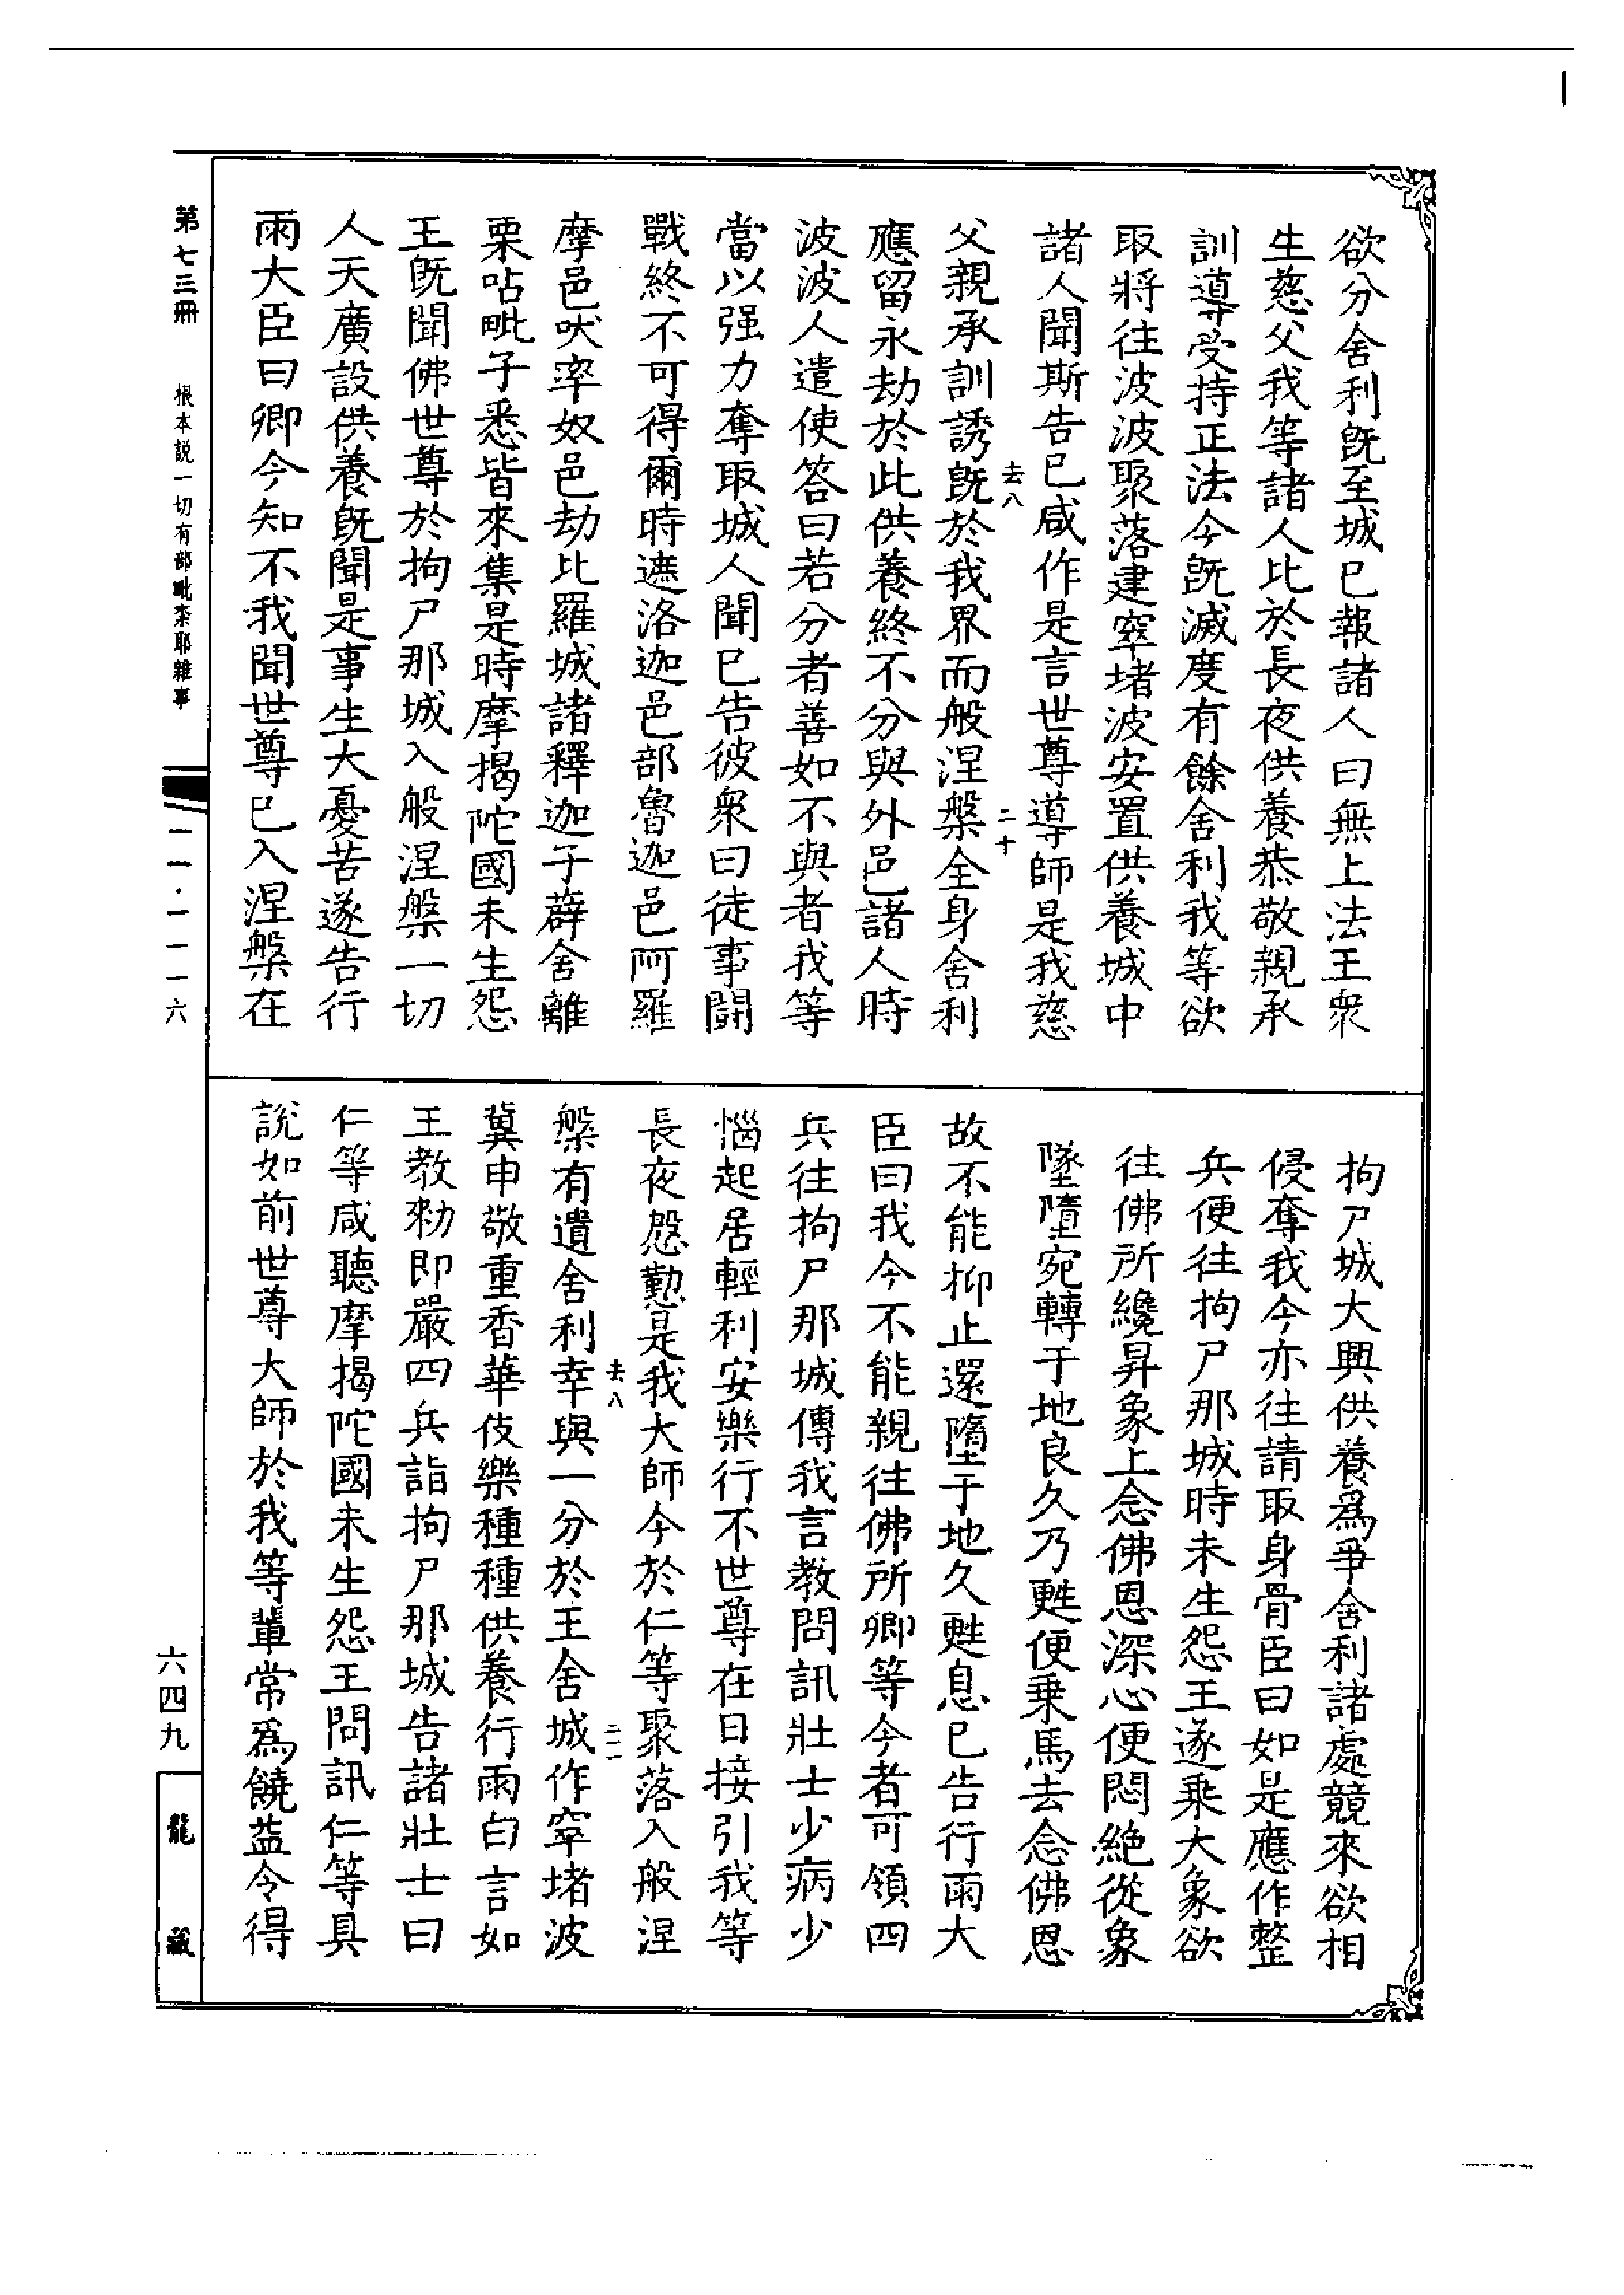 欲分舍利既至城已報諸人曰無上法王衆
生慈父我等諸人比於長夜供養恭敬親承
訓導受持正法今既滅度有餘舍利我等欲
取將往波波聚落建窣堵波安置供養城中
諸人聞斯告已咸作是言世尊導師是我慈
去八 二十
父親承訓誘既於我界而般涅槃全身舍利
應留永劫於此供養終不分與外邑諸人時
波波人遣使答曰若分者善如不與者我等
當以强力奪取城人聞已告彼衆曰徒事鬪
戰終不可得爾時遮洛迦邑部魯迦邑阿羅
摩邑吠率奴邑劫比羅城諸釋迦子薜舍離
栗呫毗子悉皆來集是時摩揭陀國未生怨
王既聞佛世尊於拘尸那城入般涅槃一切
人天廣設供養既聞是事生大憂苦遂告行
雨大臣曰卿今知不我聞世尊已入涅槃在
拘尸城大興供養爲爭舍利諸處競來欲相
侵奪我今亦往請取身骨臣曰如是應作整
兵便往拘尸那城時未生怨王遂乘大象欲
往佛所纔昇象上念佛恩深心便悶絶從象
墜墮宛轉于地良久乃甦便乗馬去念佛恩
故不能抑止還墮于地久甦息已告行雨大
臣曰我今不能親往佛所卿等今者可領四
兵往拘尸那城傳我言教問訊壯士少病少
惱起居輕利安樂行不世尊在日接引我等
長夜慇懃是我大師今於仁等聚落入般涅
去八 二一
槃有遺舍利幸與一分於王舍城作窣堵波
冀申敬重香華伎樂種種供養行雨白言如
王教勑即嚴四兵詣拘尸那城告諸壯士曰
仁等咸聽摩揭陀國未生怨王問訊仁等具
説如前世尊大師於我等輩常爲饒益令得
第七三冊 根本説一切有部毗柰耶雜事
一一·一一一六
六四九
龍藏